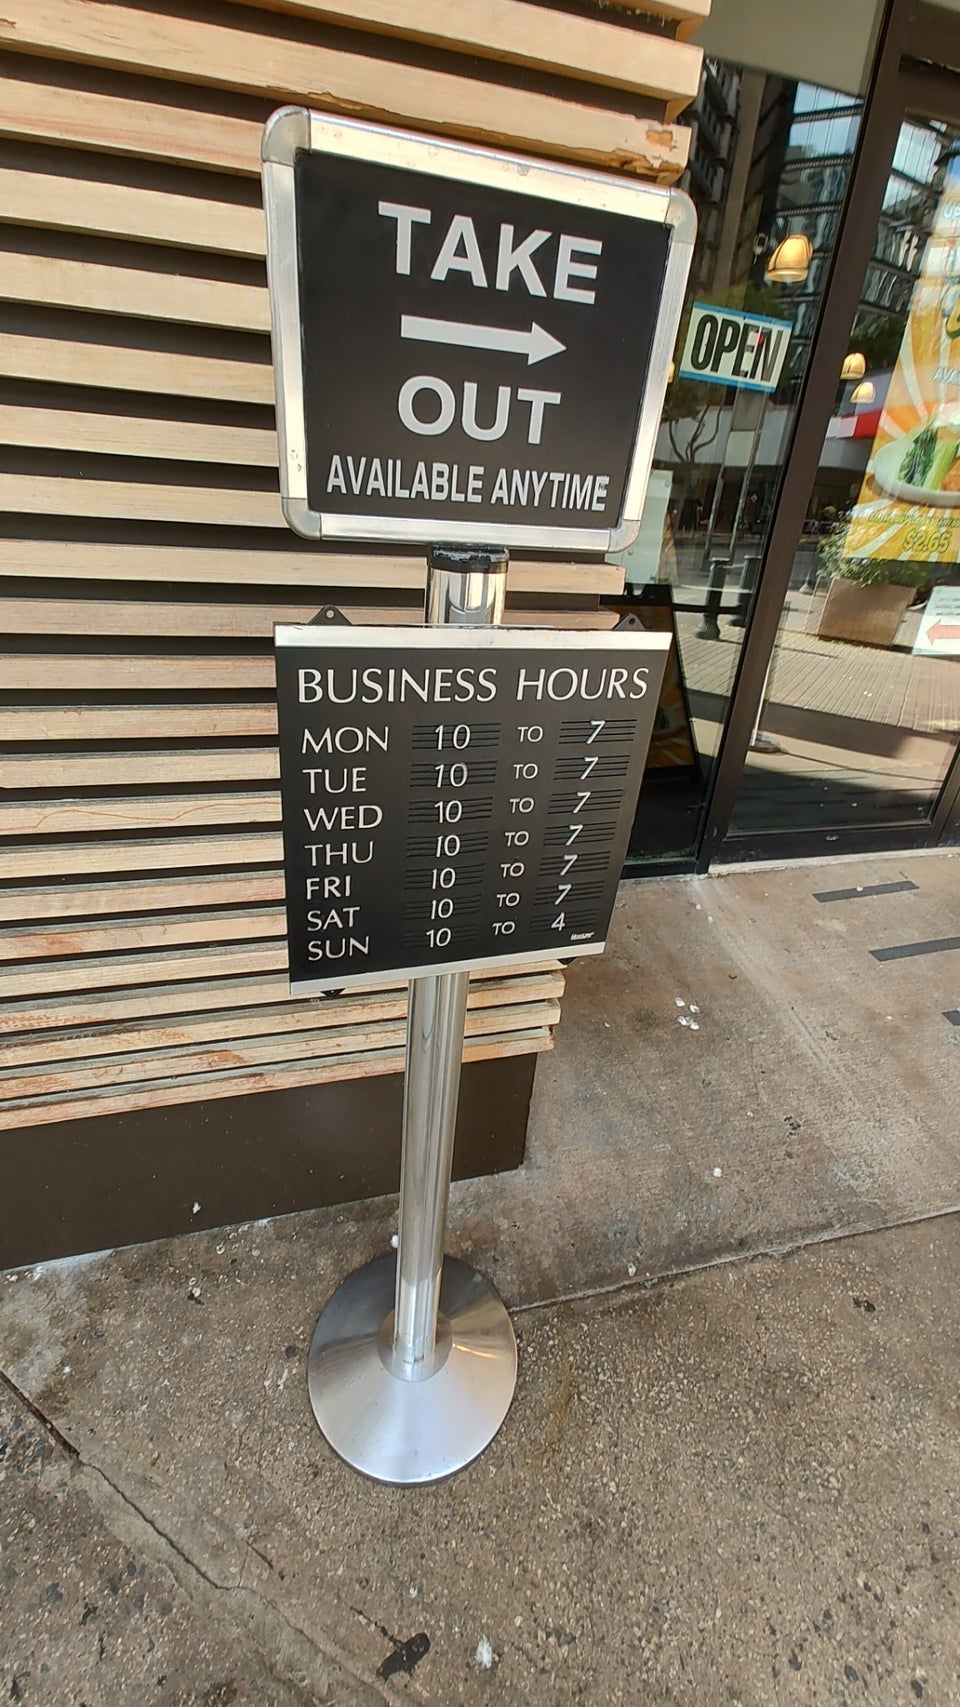 TAKE
OUT
AVAILABLE ANYTIME
OPEN
$2.65
BUSINESS HOURS
MON 10 TO 7
TUE 10 TO 7
WED 10 TO 7
THU 10 TO 7
FRI 10 TO 7
SAT 10 TO 7
SUN 10 TO 4